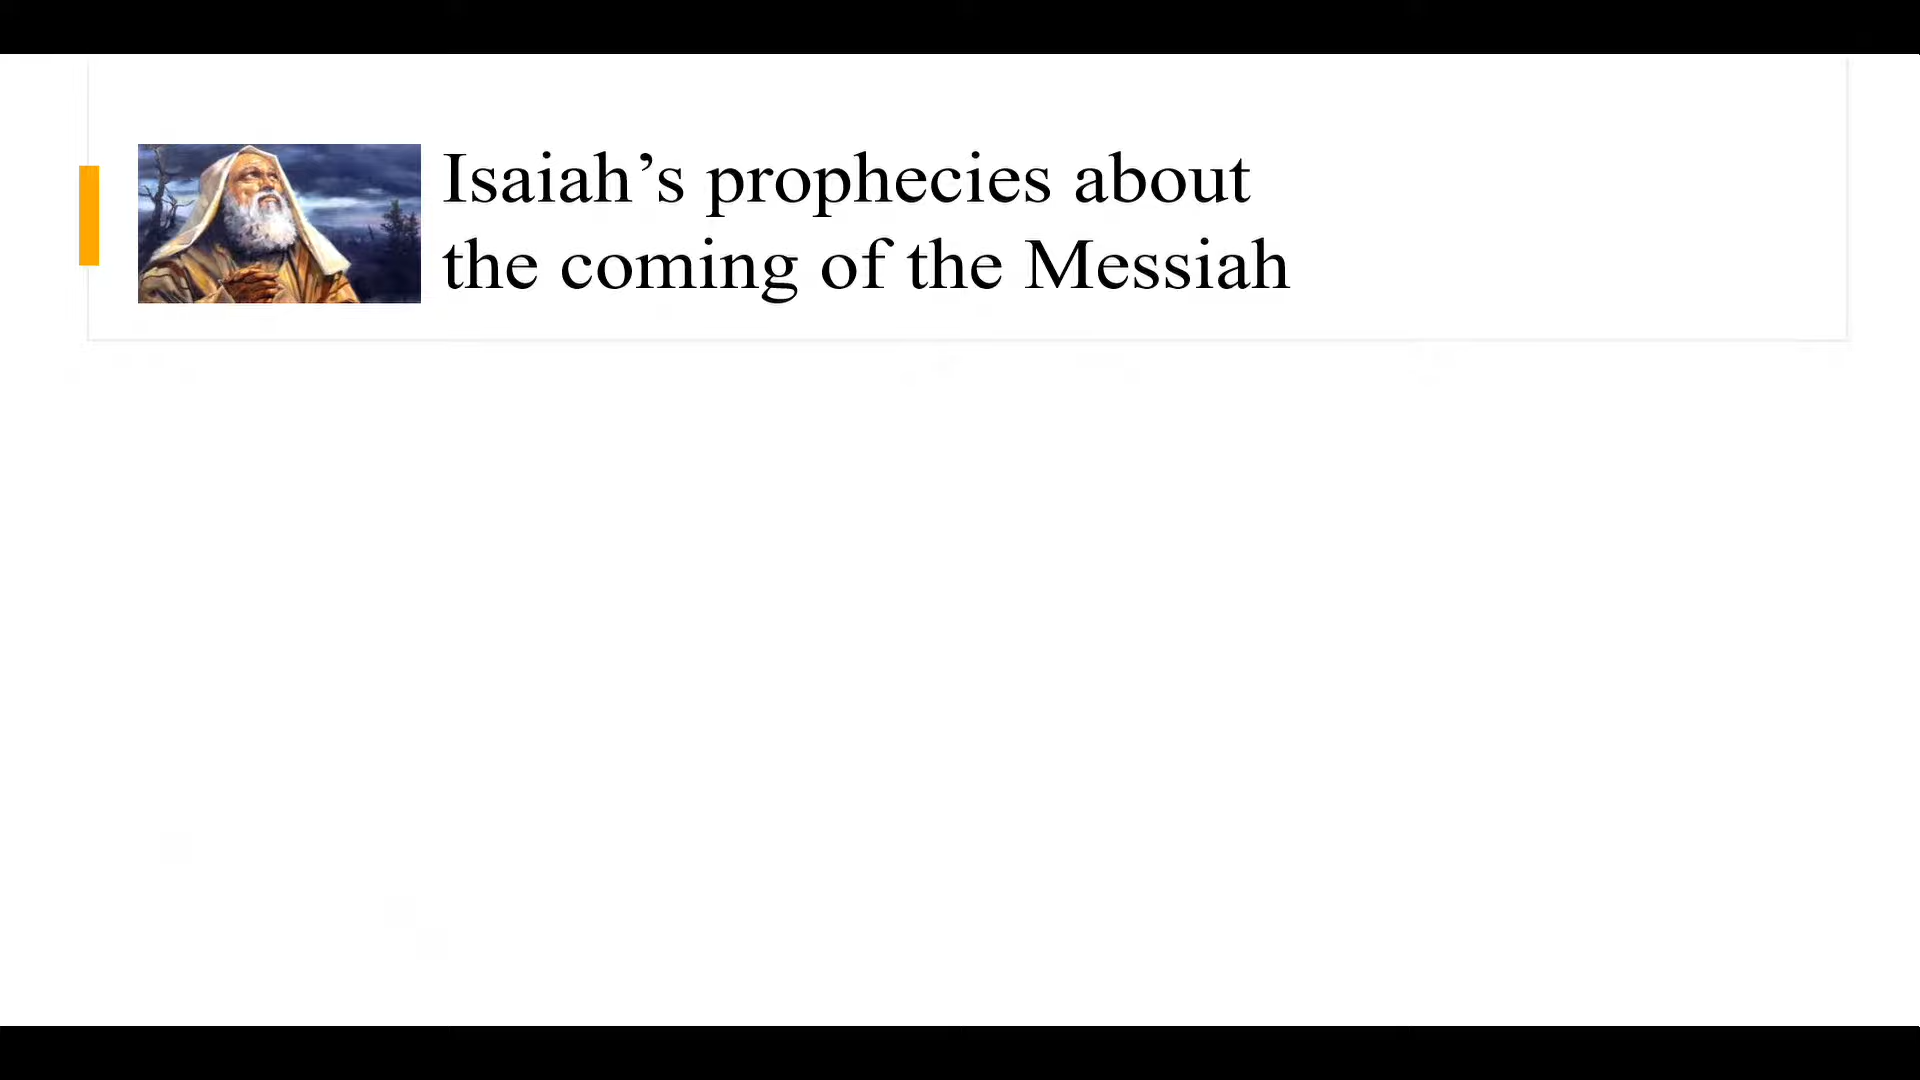 Isaiah’s prophecies about
the coming of the Messiah